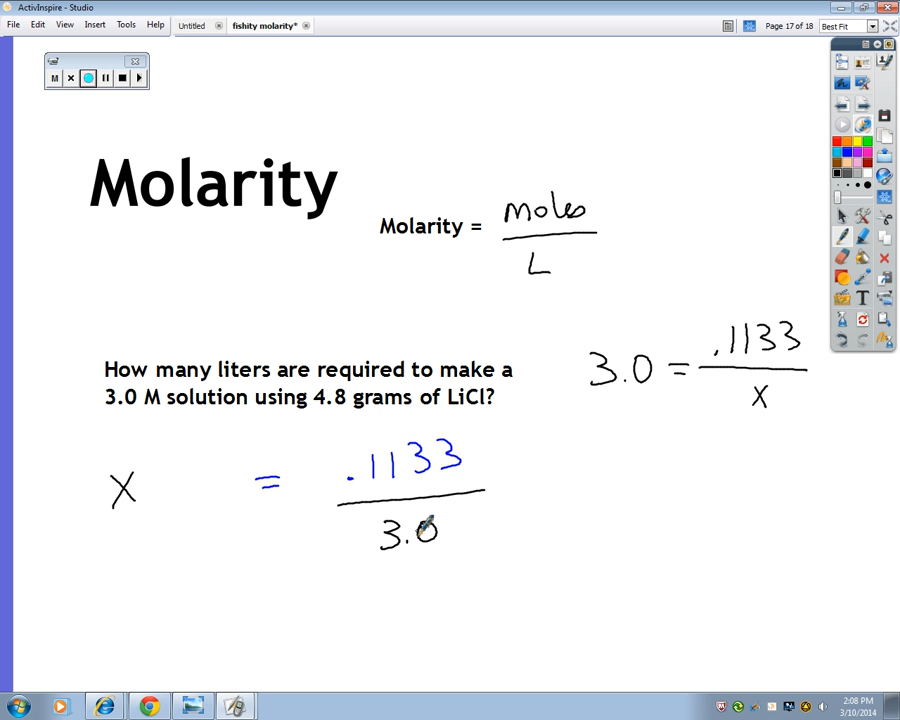 ActivInspire - Studio
File Edit View Insert Tools Help
Untitled
fishity molarity*
Page 17 of 18
Best Fit
M
Molarity
Molarity = moles
L
How many liters are required to make a
3.0 M solution using 4.8 grams of LiCl?
3.0 = .1133
x
X = .1133
3.0
T
2:08 PM
3/10/2014